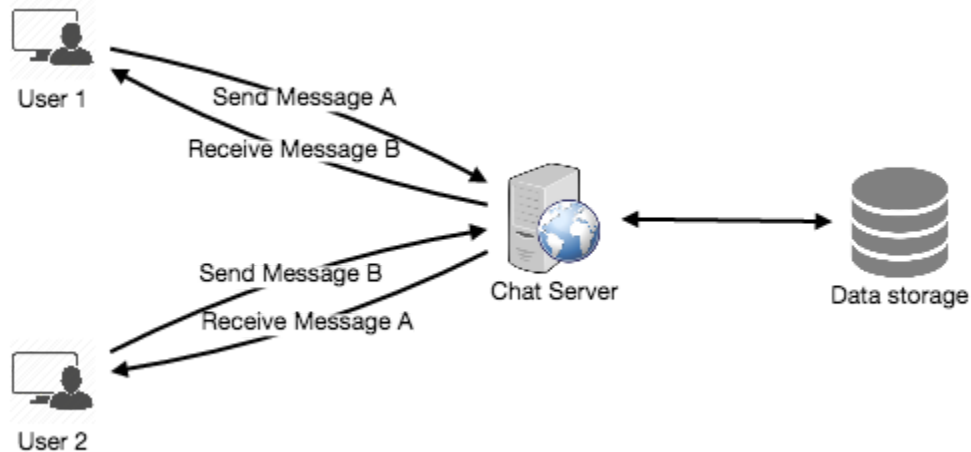 User 1
Send Message A
Receive Message B
Chat Server
Data storage
Send Message B
Receive Message A
User 2